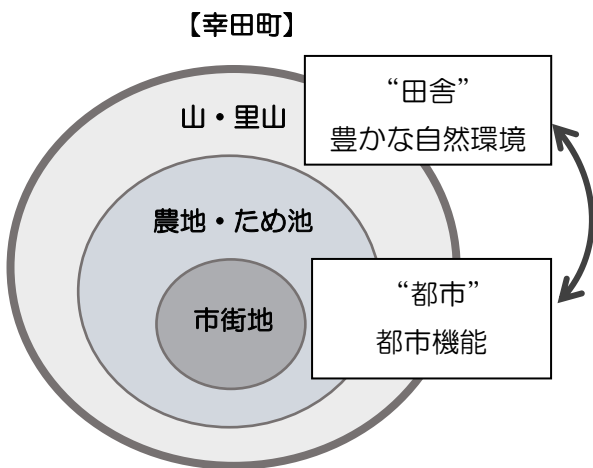 【幸田町】
“田舎”
豊かな自然環境
山・里山
農地・ため池
“都市”
都市機能
市街地